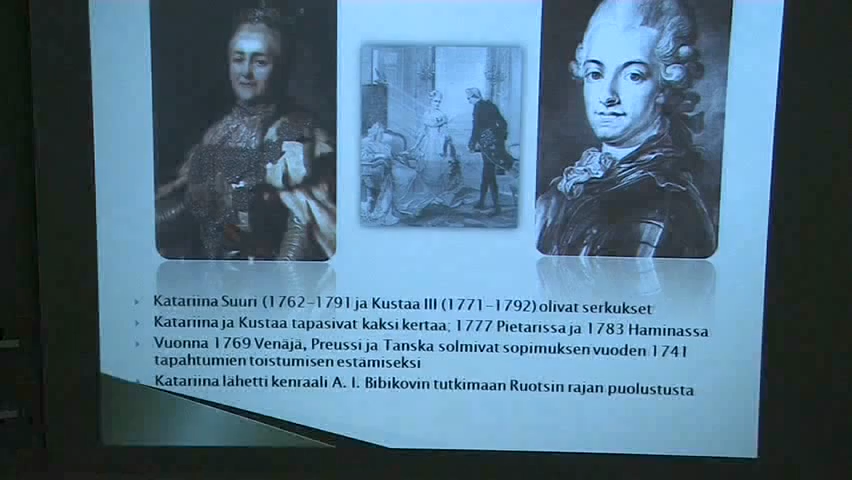 Katariina Suuri (1762-1791 ja Kustaa III (1771-1792) olivat serkukset
Katariina ja Kustaa tapasivat kaksi kertaa; 1777 Pietarissa ja 1783 Haminassa
Vuonna 1769 Venäjä, Preussi ja Tanska solmivat sopimuksen vuoden 1741
tapahtumien toistumisen estämiseksi
Katariina lähetti kenraali A. I. Bibikovin tutkimaan Ruotsin rajan puolustusta